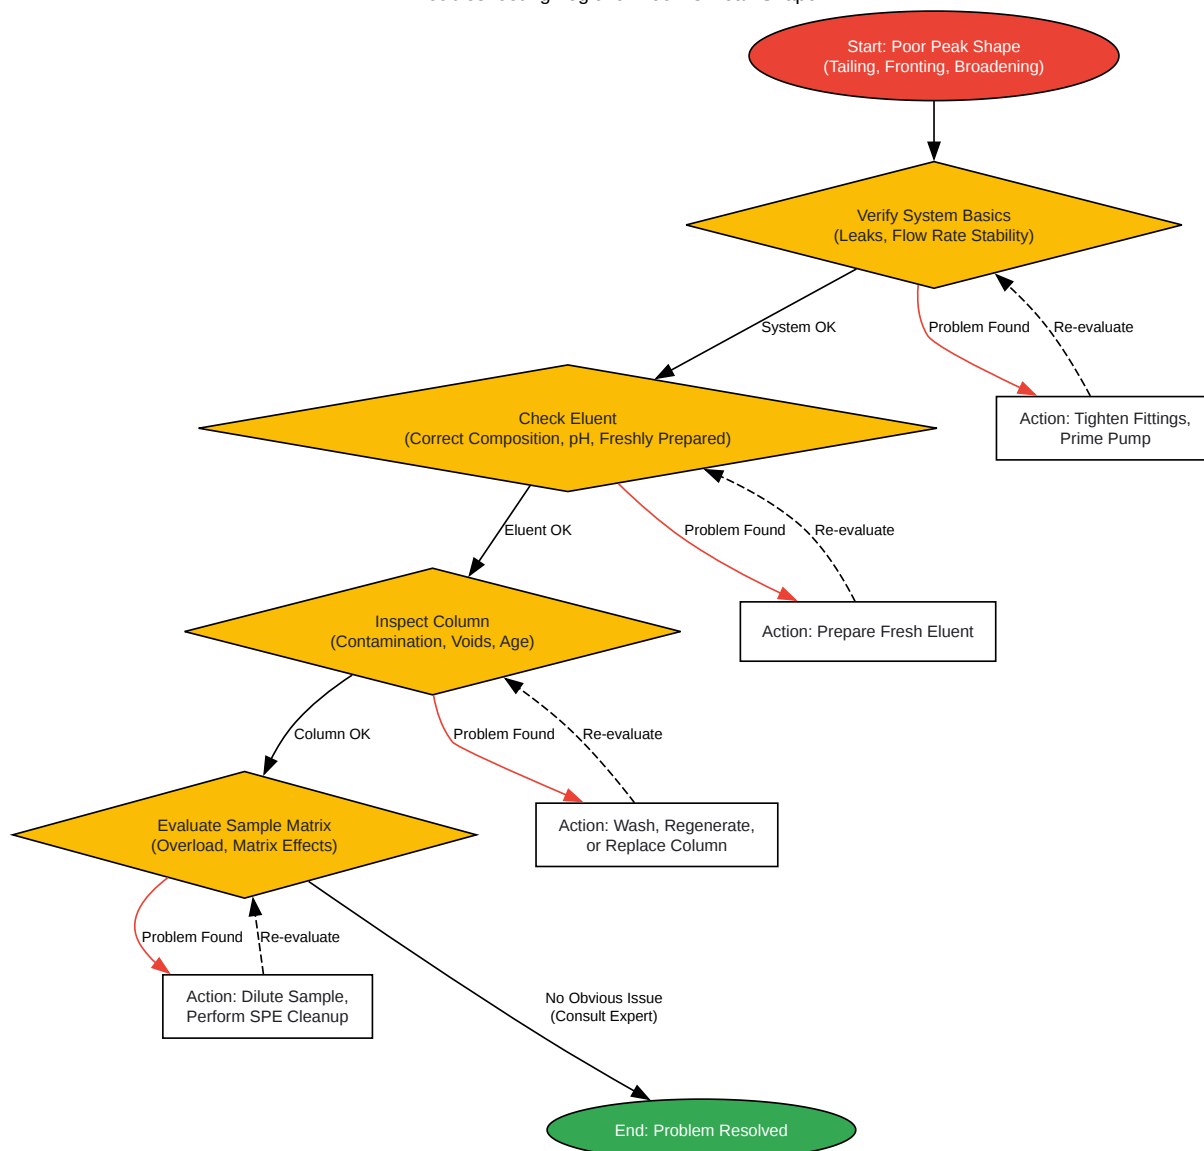 Start: Poor Peak Shape
(Tailing, Fronting, Broadening)
Verify System Basics
(Leaks, Flow Rate Stability)
System OK
Problem Found
Re-evaluate
Action: Tighten Fittings,
Prime Pump
Check Eluent
(Correct Composition, pH, Freshly Prepared)
Eluent OK
Problem Found
Re-evaluate
Action: Prepare Fresh Eluent
Inspect Column
(Contamination, Voids, Age)
Column OK
Problem Found
Re-evaluate
Action: Wash, Regenerate,
or Replace Column
Evaluate Sample Matrix
(Overload, Matrix Effects)
Problem Found
Re-evaluate
Action: Dilute Sample,
Perform SPE Cleanup
No Obvious Issue
(Consult Expert)
End: Problem Resolved